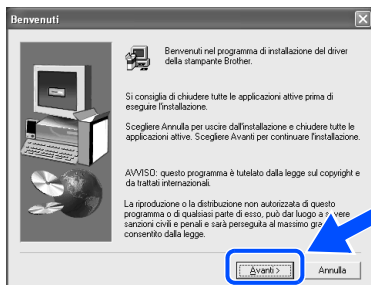 Benvenuti
Benvenuti nel programma di installazione del driver
della stampante Brother.
Si consiglia di chiudere tutte le applicazioni attive prima di
eseguire l'installazione.
Scegliere Annulla per uscire dall'installazione e chiudere tutte le
applicazioni attive. Scegliere Avanti per continuare l'installazione.
AVVISO: questo programma è tutelato dalla legge sul copyright e
da trattati internazionali.
La riproduzione o la distribuzione non autorizzata di questo
programma o di qualsiasi parte di esso, può dar luogo a
sanzioni civili e penali e sarà perseguita al massimo
consentito dalla legge.
Avanti >
Annulla